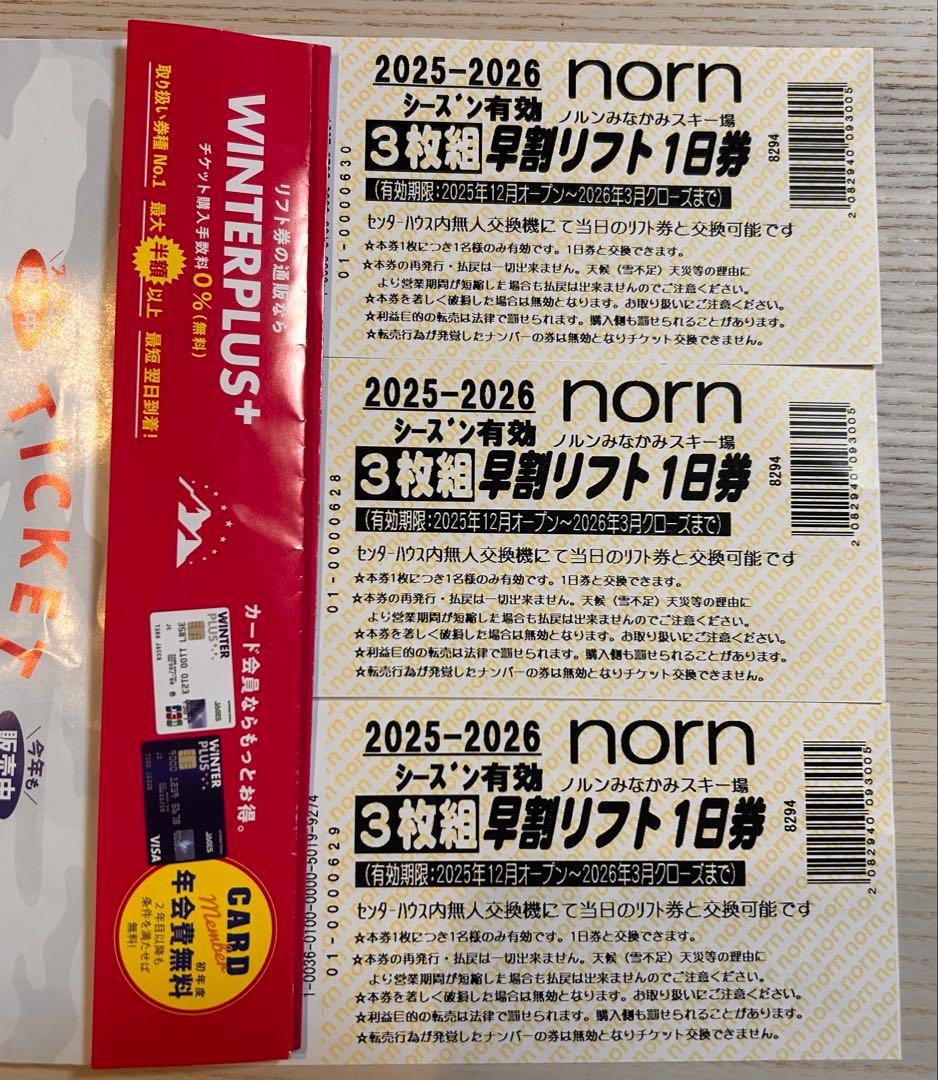 TICKET
\今年も/
販売中
リフト券の通販なら
WINTERPLUS+
チケット購入手数料0%(無料)
取り扱い券種 No.1 最大半額以上 最短 翌日到着!
カード会員ならもっとお得。
WINTER
PLUS
JACCS
JCB
WINTER
PLUS
JACCS
VISA
CARD
Member
初年度
年会費無料
2年目以降も
条件を満たせば
無料!
2025-2026
シーズン有効
norn
ノルンみなかみスキー場
3枚組 早割リフト1日券
(有効期限:2025年12月オープン～2026年3月クローズまで)
センターハウス内無人交換機にて当日のリフト券と交換可能です
☆本券1枚につき1名様のみ有効です。1日券と交換できます。
☆本券の再発行・払戻は一切出来ません。天候(雪不足)天災等の理由に
より営業期間が短縮した場合も払戻は出来ませんのでご注意ください。
☆本券を著しく破損した場合は無効となります。お取り扱いにご注意ください。
☆利益目的の転売は法律で罰せられます。購入側も罰せられることがあります。
☆転売行為が発覚したナンバーの券は無効となりチケット交換できません。
01-0000630
8294
2 082940 093005
2025-2026
シーズン有効
norn
ノルンみなかみスキー場
3枚組 早割リフト1日券
(有効期限:2025年12月オープン～2026年3月クローズまで)
センターハウス内無人交換機にて当日のリフト券と交換可能です
☆本券1枚につき1名様のみ有効です。1日券と交換できます。
☆本券の再発行・払戻は一切出来ません。天候(雪不足)天災等の理由に
より営業期間が短縮した場合も払戻は出来ませんのでご注意ください。
☆本券を著しく破損した場合は無効となります。お取り扱いにご注意ください。
☆利益目的の転売は法律で罰せられます。購入側も罰せられることがあります。
☆転売行為が発覚したナンバーの券は無効となりチケット交換できません。
01-0000628
8294
2 082940 093005
2025-2026
シーズン有効
norn
ノルンみなかみスキー場
3枚組 早割リフト1日券
(有効期限:2025年12月オープン～2026年3月クローズまで)
センターハウス内無人交換機にて当日のリフト券と交換可能です
☆本券1枚につき1名様のみ有効です。1日券と交換できます。
☆本券の再発行・払戻は一切出来ません。天候(雪不足)天災等の理由に
より営業期間が短縮した場合も払戻は出来ませんのでご注意ください。
☆本券を著しく破損した場合は無効となります。お取り扱いにご注意ください。
☆利益目的の転売は法律で罰せられます。購入側も罰せられることがあります。
☆転売行為が発覚したナンバーの券は無効となりチケット交換できません。
01-0000629
1-0036-0100-0000-5019-9274
8294
2 082940 093005